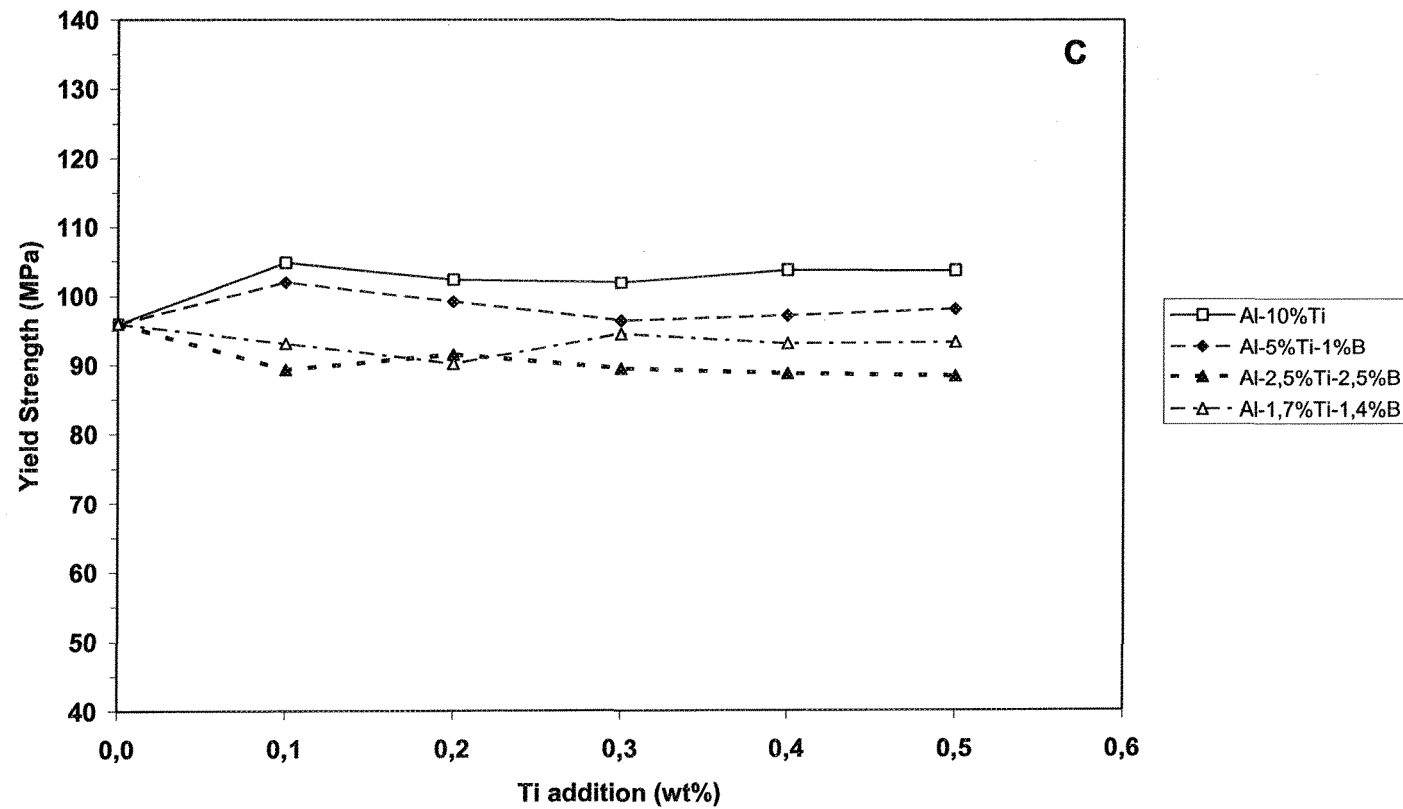 140
130
120
110
100
90
80
70
60
50
40
Yield Strength (MPa)
C
0,0
0,1
0,2
0,3
0,4
0,5
0,6
Ti addition (wt%)
Al-10%Ti
Al-5%Ti-1%B
Al-2,5%Ti-2,5%B
Al-1,7%Ti-1,4%B